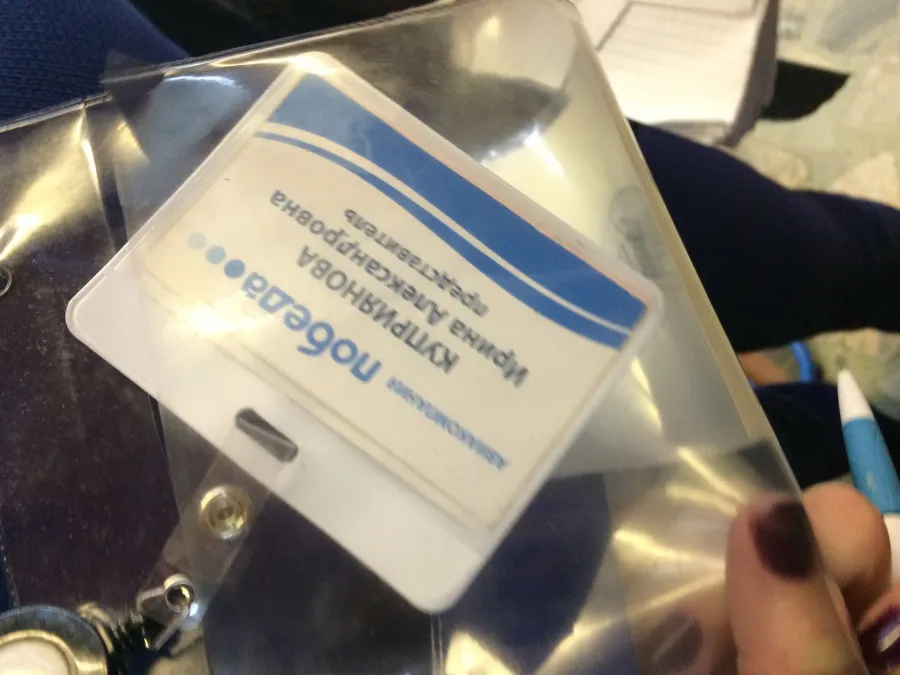 АВИАКОМПАНИЯ победа
КУПРИЯНОВА
Ирина Александровна
представитель